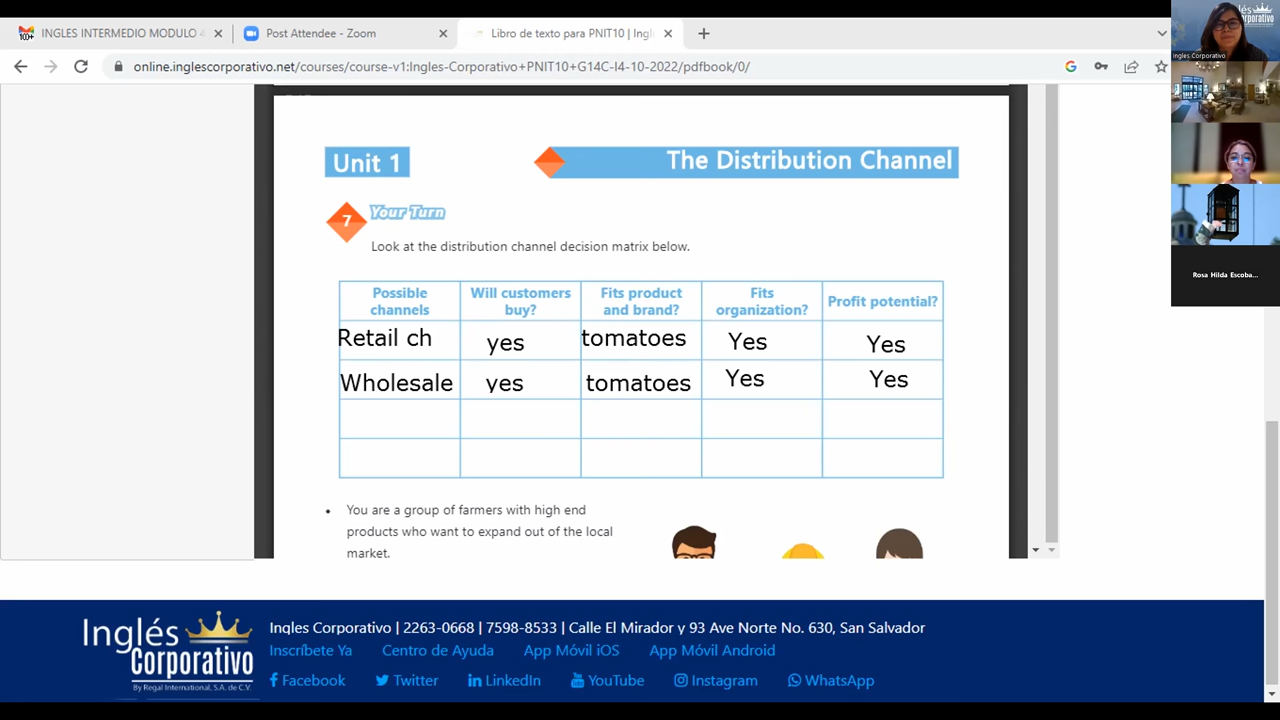 INGLES INTERMEDIO MODULO 4
Post Attendee - Zoom
Libro de texto para PNIT10 | Ingl
online.inglescorporativo.net/courses/course-v1:Ingles-Cor PNIT10+G14C-I4-10-2022/pdfbook/0/
Inglés Corporativo
Ingles Corporativo
Rosa Hilda Escoba...
Unit 1
The Distribution Channel
7
Your Turn
Look at the distribution channel decision matrix below.
Possible channels
Will customers buy?
Fits product and brand?
Fits organization?
Profit potential?
Retail ch
yes
tomatoes
Yes
Yes
Wholesale
yes
tomatoes
Yes
Yes
• You are a group of farmers with high end
products who want to expand out of the local
market.
Inglés
Corporativo
By Regal International, S.A. de C.V.
Ingles Corporativo | 2263-0668 | 7598-8533 | Calle El Mirador y 93 Ave Norte No. 630, San Salvador
Inscríbete Ya
Centro de Ayuda
App Móvil iOS
App Móvil Android
Facebook
Twitter
LinkedIn
YouTube
Instagram
WhatsApp